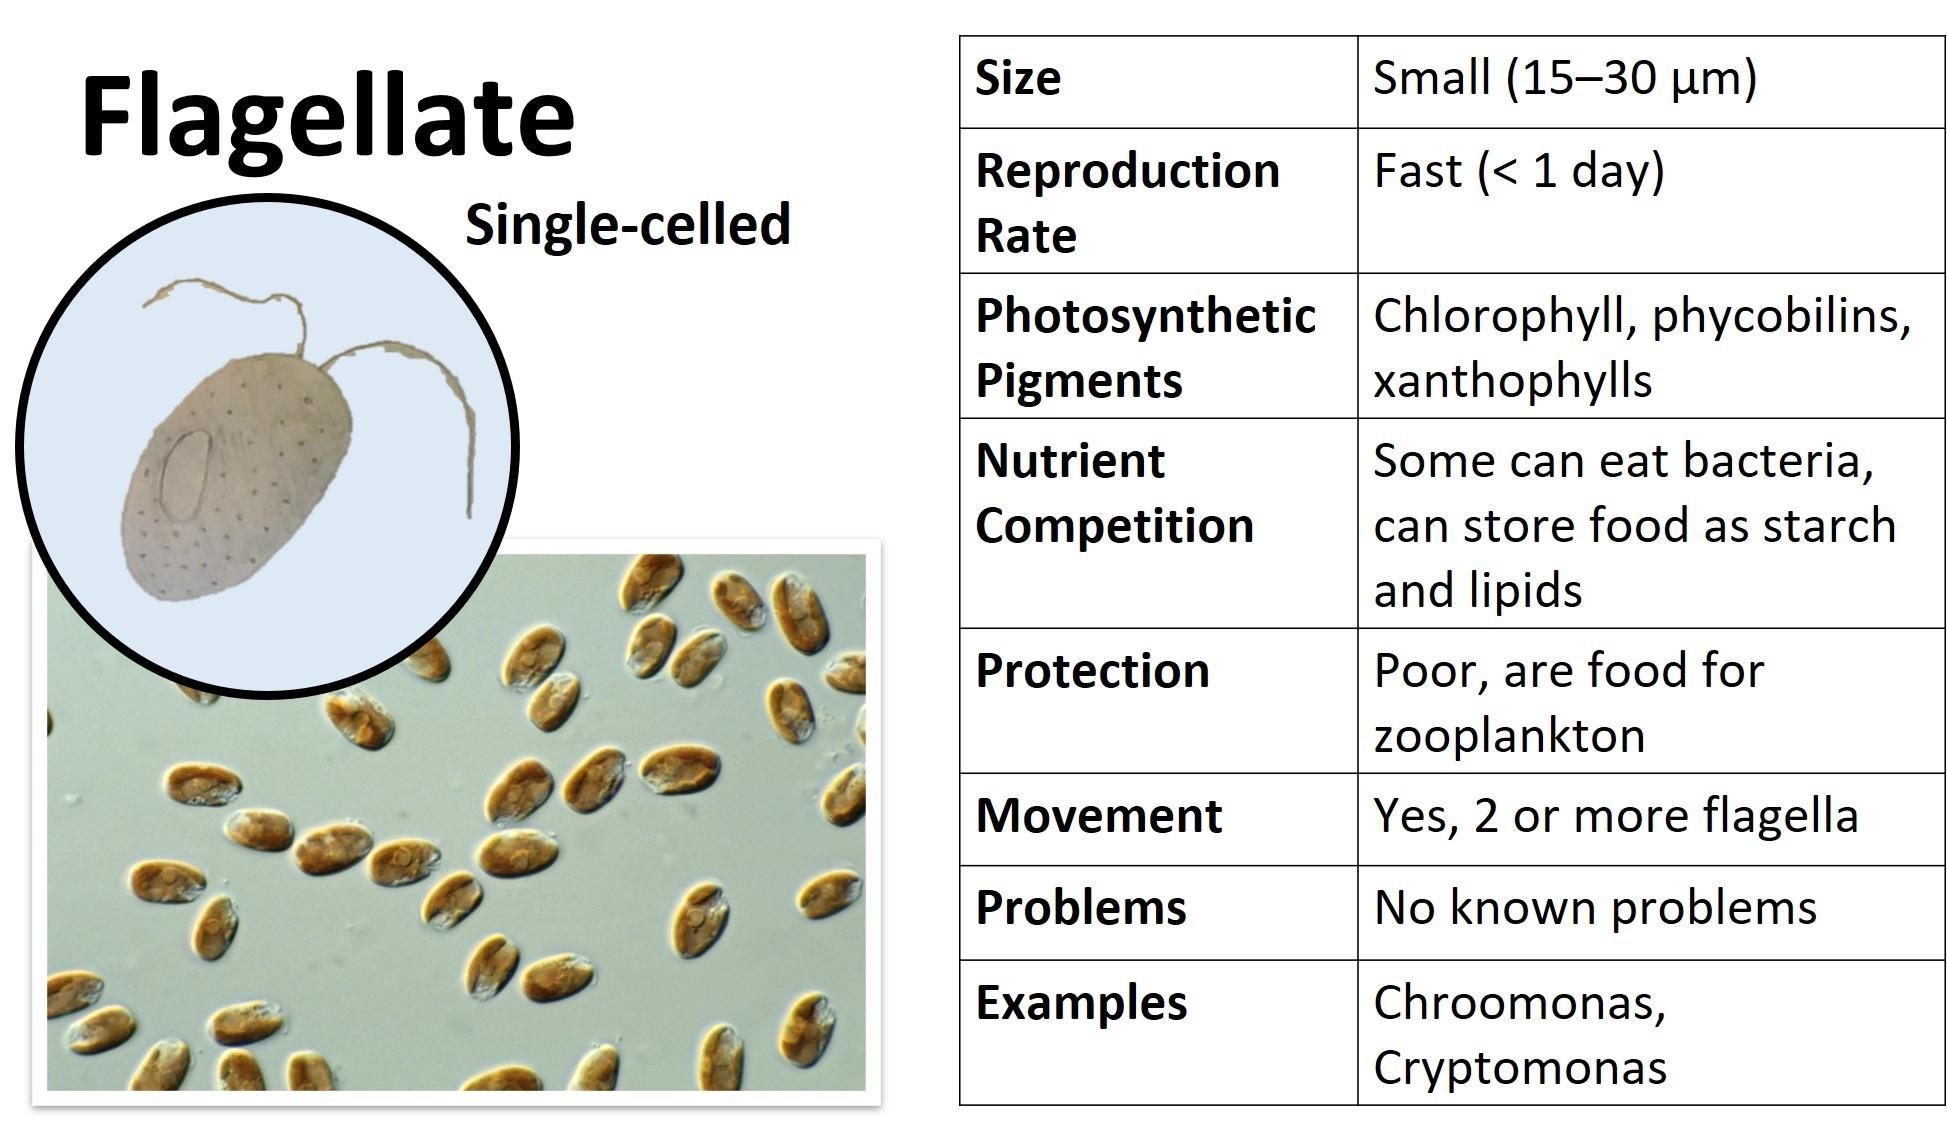 Flagellate
Single-celled
Size
Small (15–30 µm)
Reproduction
Rate
Fast (< 1 day)
Photosynthetic
Pigments
Chlorophyll, phycobilins,
xanthophylls
Nutrient
Competition
Some can eat bacteria,
can store food as starch
and lipids
Protection
Poor, are food for
zooplankton
Movement
Yes, 2 or more flagella
Problems
No known problems
Examples
Chroomonas,
Cryptomonas